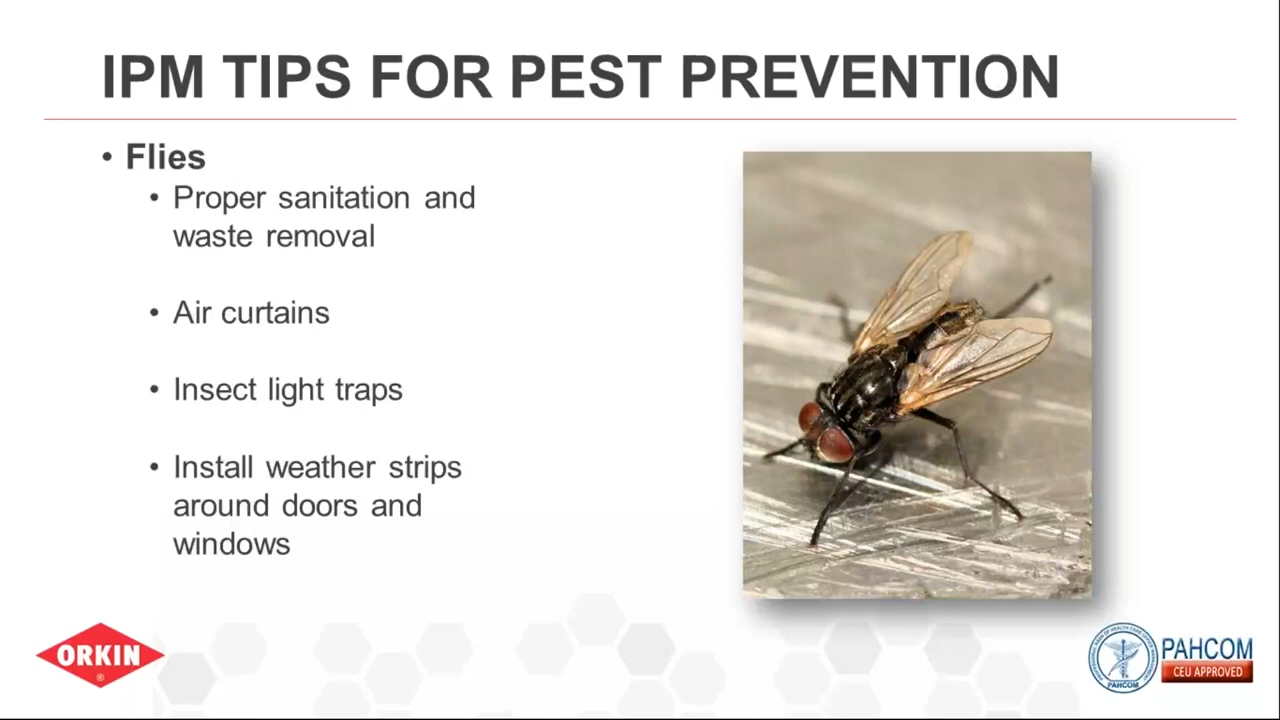 IPM TIPS FOR PEST PREVENTION
• Flies
• Proper sanitation and
waste removal
• Air curtains
• Insect light traps
• Install weather strips
around doors and
windows
ORKIN
®
PAHCOM
PAHCOM
CEU APPROVED